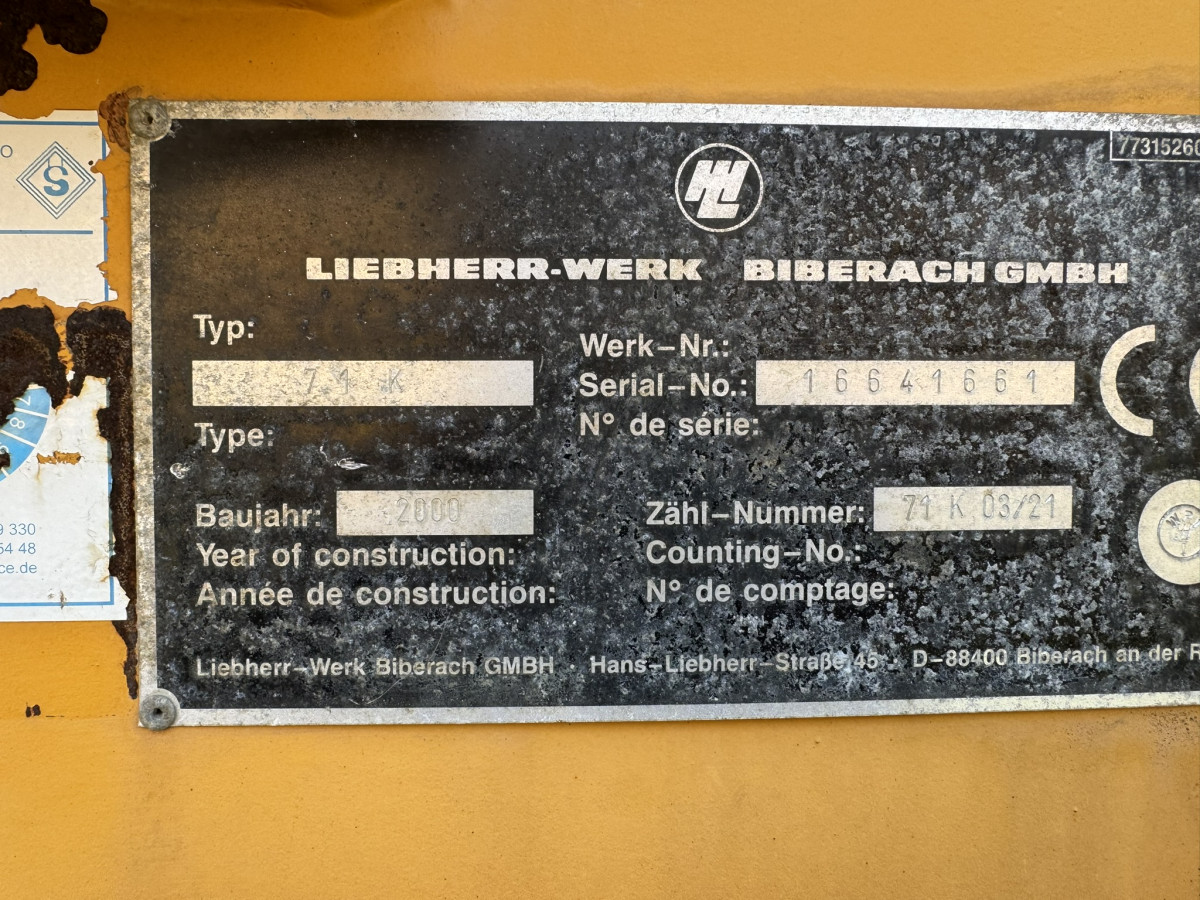 O
S
77315260
LIEBHERR-WERK BIBERACH GMBH
Typ:
71 K
Type:
Werk-Nr.:
Serial-No.: 16641661
N° de série:
Baujahr: 2000
Year of construction:
Année de construction:
Zähl-Nummer: 71 K 03/21
Counting-No.:
N° de comptage:
Liebherr-Werk Biberach GMBH · Hans-Liebherr-Straße 45 · D-88400 Biberach an der R
7 8
9 330
54 48
ce.de